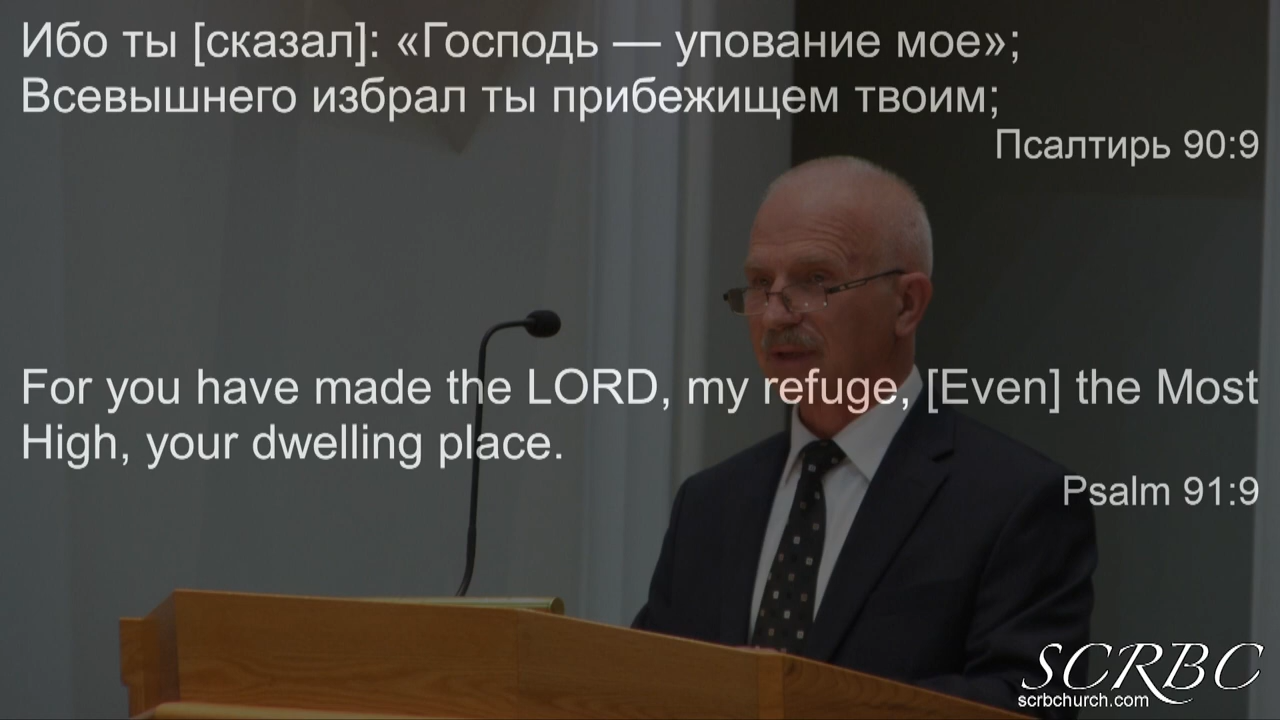 Ибо ты [сказал]: «Господь — упование мое»;
Всевышнего избрал ты прибежищем твоим;
Псалтирь 90:9
For you have made the LORD, my refuge, [Even] the Most
High, your dwelling place.
Psalm 91:9
SCRBC
scrbchurch.com